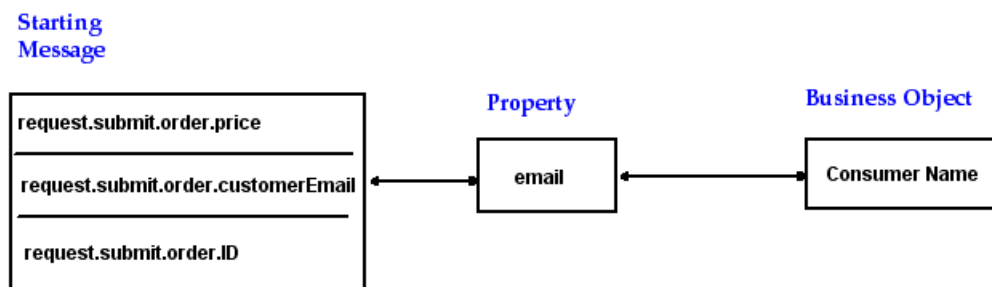 Starting
Message
Property
Business Object
request.submit.order.price
request.submit.order.customerEmail
request.submit.order.ID
email
Consumer Name